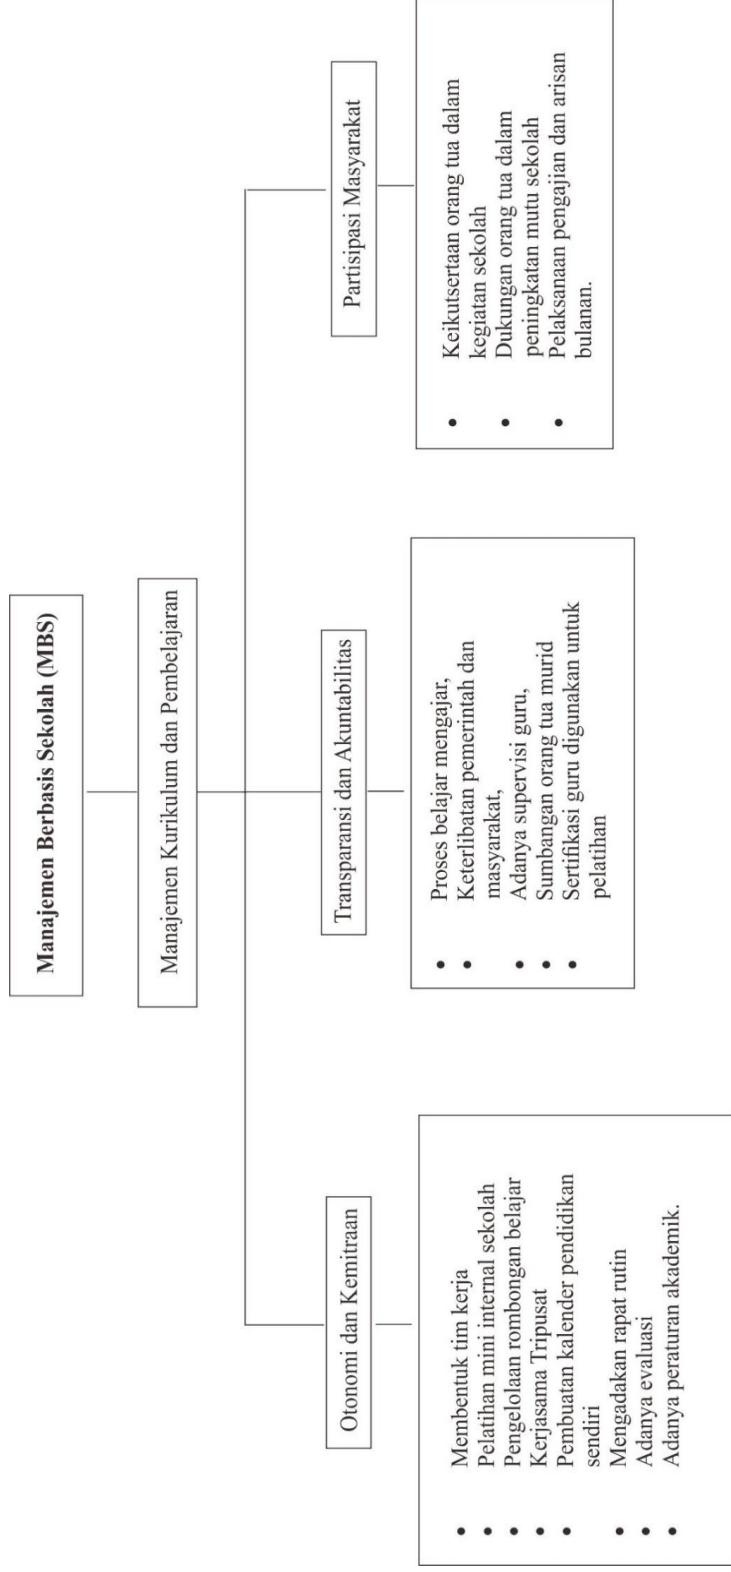 Manajemen Berbasis Sekolah (MBS)
Manajemen Kurikulum dan Pembelajaran
Otonomi dan Kemitraan
• Membentuk tim kerja
• Pelatihan mini internal sekolah
• Pengelolaan rombongan belajar
• Kerjasama Tripusat
• Pembuatan kalender pendidikan
sendiri
• Mengadakan rapat rutin
• Adanya evaluasi
• Adanya peraturan akademik.
Transparansi dan Akuntabilitas
• Proses belajar mengajar,
• Keterlibatan pemerintah dan
masyarakat,
• Adanya supervisi guru,
• Sumbangan orang tua murid
• Sertifikasi guru digunakan untuk
pelatihan
Partisipasi Masyarakat
• Keikutsertaan orang tua dalam
kegiatan sekolah
• Dukungan orang tua dalam
peningkatan mutu sekolah
• Pelaksanaan pengajian dan arisan
bulanan.